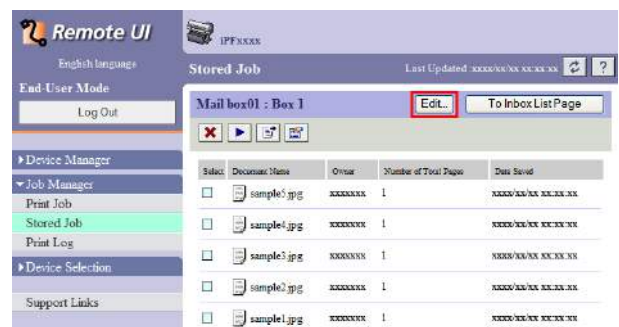 Remote UI
English language
End-User Mode
Log Out
Device Manager
Job Manager
Print Job
Stored Job
Print Log
Device Selection
Support Links
iPFxxxx
Stored Job Last Updated :xxxx/xx/xx xx:xx:xx ?
Mail box01 : Box 1 Edit... To Inbox List Page
Select Document Name Owner Number of Total Pages Date Saved
sample5.jpg xxxxxxx 1 xxxx/xx/xx xx:xx:xx
sample4.jpg xxxxxxx 1 xxxx/xx/xx xx:xx:xx
sample3.jpg xxxxxxx 1 xxxx/xx/xx xx:xx:xx
sample2.jpg xxxxxxx 1 xxxx/xx/xx xx:xx:xx
sample1.jpg xxxxxxx 1 xxxx/xx/xx xx:xx:xx